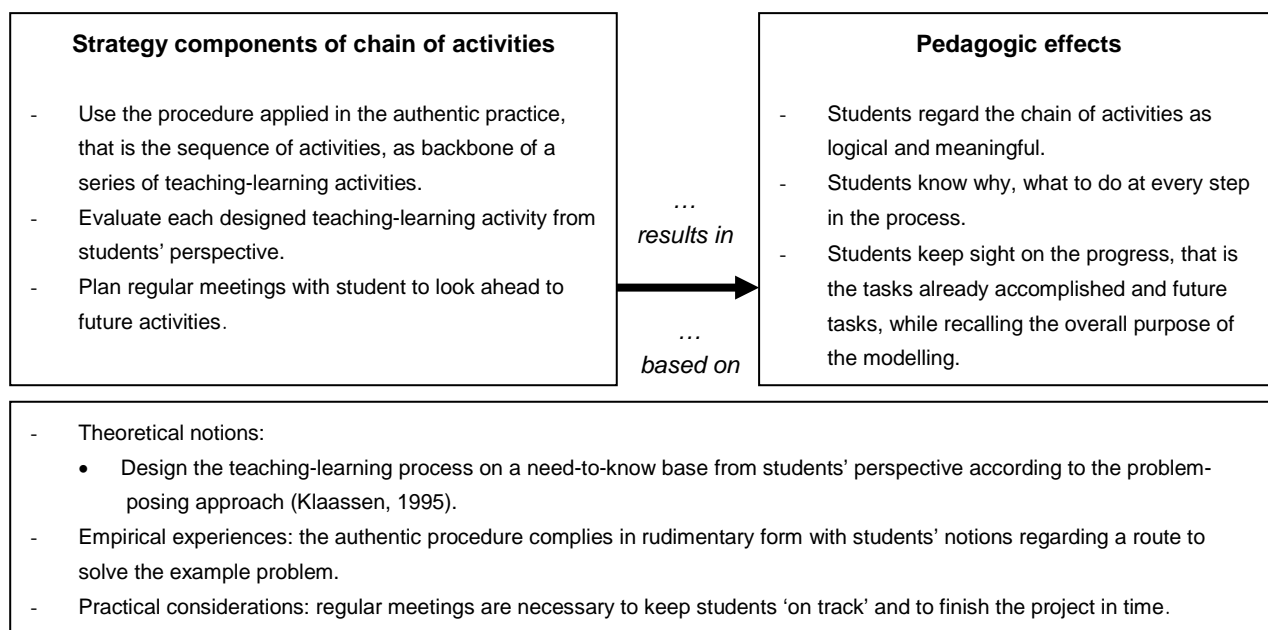 Strategy components of chain of activities
- Use the procedure applied in the authentic practice,
that is the sequence of activities, as backbone of a
series of teaching-learning activities.
- Evaluate each designed teaching-learning activity from
students’ perspective.
- Plan regular meetings with student to look ahead to
future activities.
…
results in
…
based on
Pedagogic effects
- Students regard the chain of activities as
logical and meaningful.
- Students know why, what to do at every step
in the process.
- Students keep sight on the progress, that is
the tasks already accomplished and future
tasks, while recalling the overall purpose of
the modelling.
- Theoretical notions:
• Design the teaching-learning process on a need-to-know base from students’ perspective according to the problem-
posing approach (Klaassen, 1995).
- Empirical experiences: the authentic procedure complies in rudimentary form with students’ notions regarding a route to
solve the example problem.
- Practical considerations: regular meetings are necessary to keep students ‘on track’ and to finish the project in time.